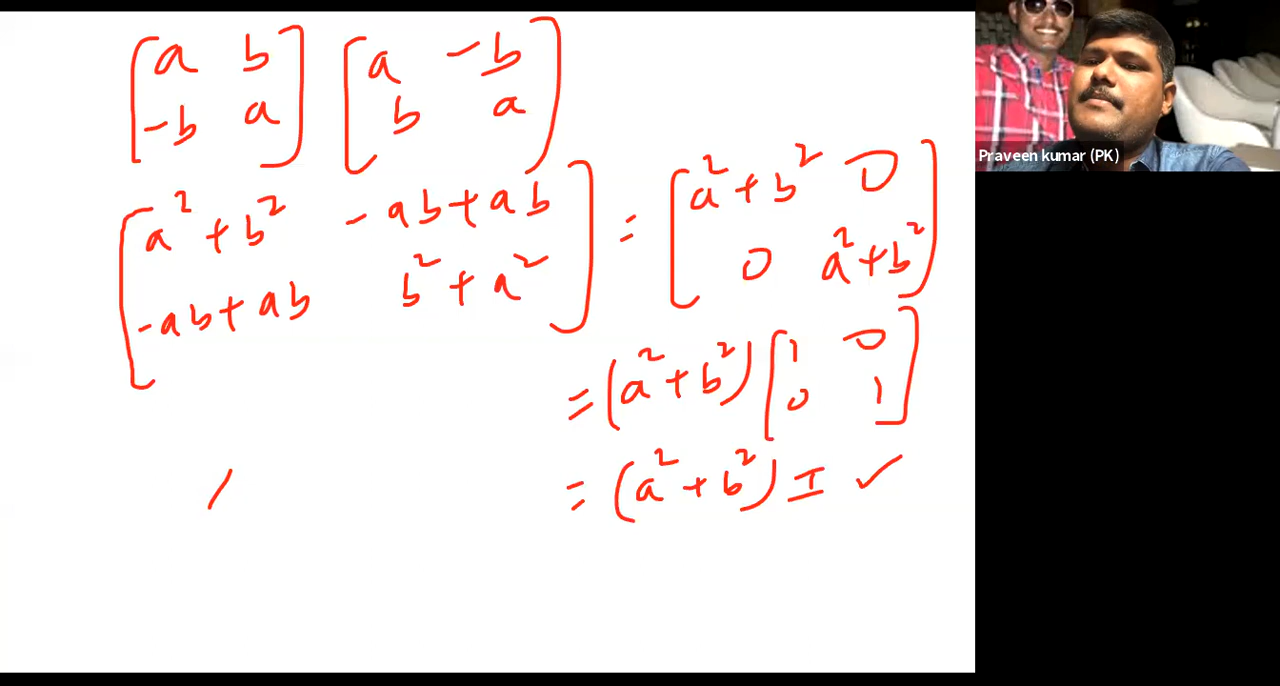 [a b -b a] [a -b b a]
[a²+b² -ab+ab -ab+ab b²+a²] = [a²+b² 0 0 a²+b²]
= (a²+b²) [1 0 0 1]
= (a²+b²) I ✓
Praveen kumar (PK)